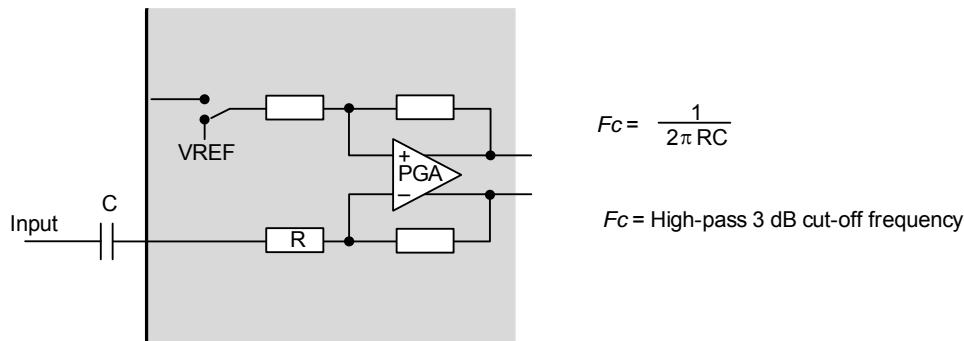 VREF
+
PGA
−
C
Input
R
Fc = 1 / 2π RC
Fc = High-pass 3 dB cut-off frequency